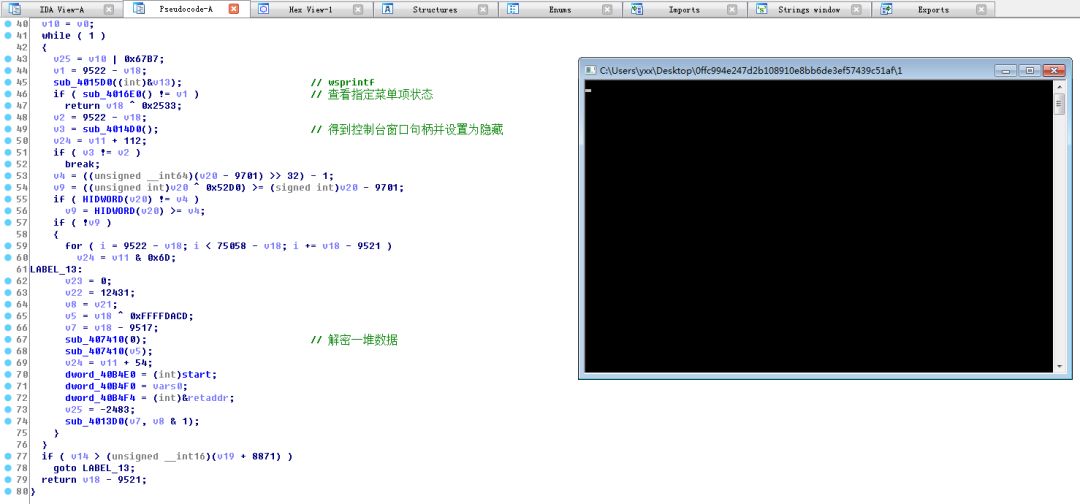 IDA View-A
Pseudocode-A
Hex View-1
Structures
Enums
Imports
Strings window
Exports
40 v10 = v0;
41 while ( 1 )
42 {
43 v25 = v10 | 0x67B7;
44 v1 = 9522 - v18;
45 sub_4015D0((int)&v13); // wsprintf
46 if ( sub_4016E0() != v1 ) // 查看指定菜单项状态
47 return v18 ^ 0x2533;
48 v2 = 9522 - v18;
49 v3 = sub_4014D0(); // 得到控制台窗口句柄并设置为隐藏
50 v24 = v11 + 112;
51 if ( v3 != v2 )
52 break;
53 v4 = ((unsigned __int64)(v20 - 9701) >> 32) - 1;
54 v9 = ((unsigned int)v20 ^ 0x52D0) >= (signed int)v20 - 9701;
55 if ( HIDWORD(v20) != v4 )
56 v9 = HIDWORD(v20) >= v4;
57 if ( !v9 )
58 {
59 for ( i = 9522 - v18; i < 75058 - v18; i += v18 - 9521 )
60 v24 = v11 & 0x6D;
61 LABEL_13:
62 v23 = 0;
63 v22 = 12431;
64 v8 = v21;
65 v5 = v18 ^ 0xFFFFDACD;
66 v7 = v18 - 9517;
67 sub_407410(0); // 解密一堆数据
68 sub_407410(v5);
69 v24 = v11 + 54;
70 dword_40B4E0 = (int)start;
71 dword_40B4F0 = vars0;
72 dword_40B4F4 = (int)&retaddr;
73 v25 = -2483;
74 sub_4013D0(v7, v8 & 1);
75 }
76 }
77 if ( v14 > (unsigned __int16)(v19 + 8871) )
78 goto LABEL_13;
79 return v18 - 9521;
80 }
C:\Users\yxx\Desktop\0ffc994e247d2b108910e8bb6de3ef57439c51af\1